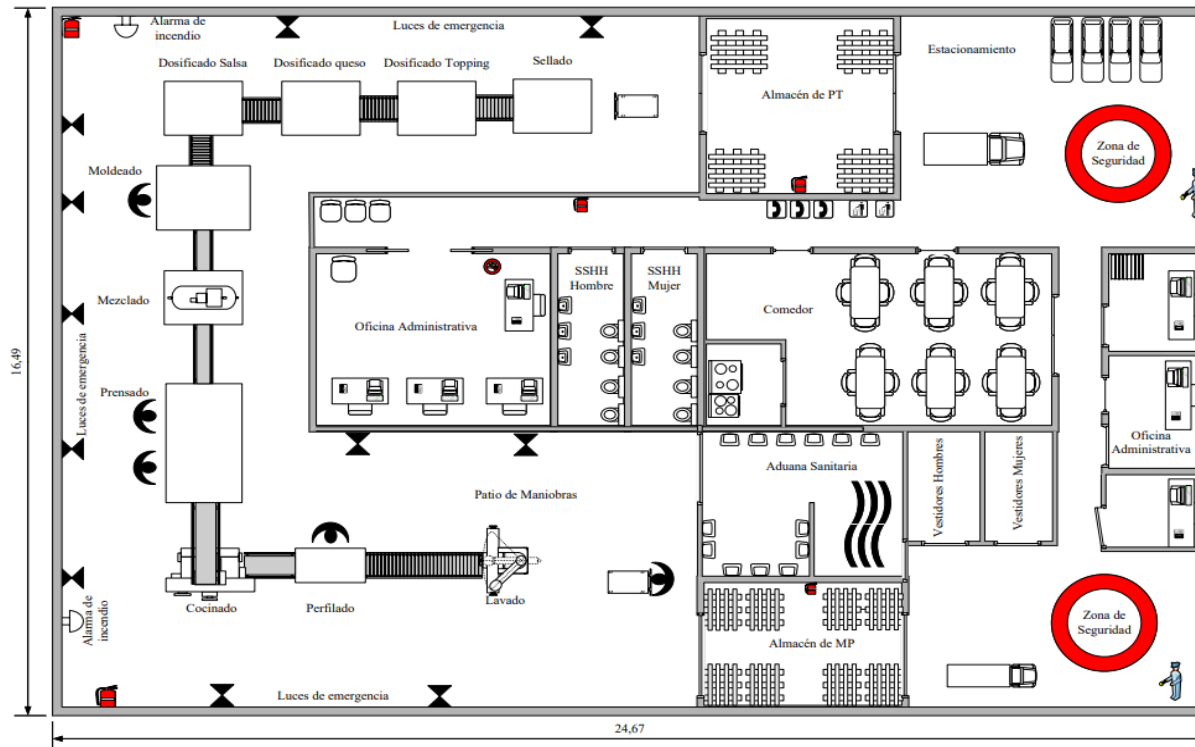 Alarma de
incendio
Luces de emergencia
Dosificado Salsa
Dosificado queso
Dosificado Topping
Sellado
Almacén de PT
Estacionamiento
Zona de
Seguridad
Moldeado
Mezclado
Prensado
Luces de emergencia
16,49
Oficina Administrativa
SSHH
Hombre
SSHH
Mujer
Comedor
Oficina
Administrativa
Aduana Sanitaria
Vestidores Hombres
Vestidores Mujeres
Patio de Maniobras
Cocinado
Perfilado
Lavado
Alarma de
incendio
Almacén de MP
Zona de
Seguridad
Luces de emergencia
24,67